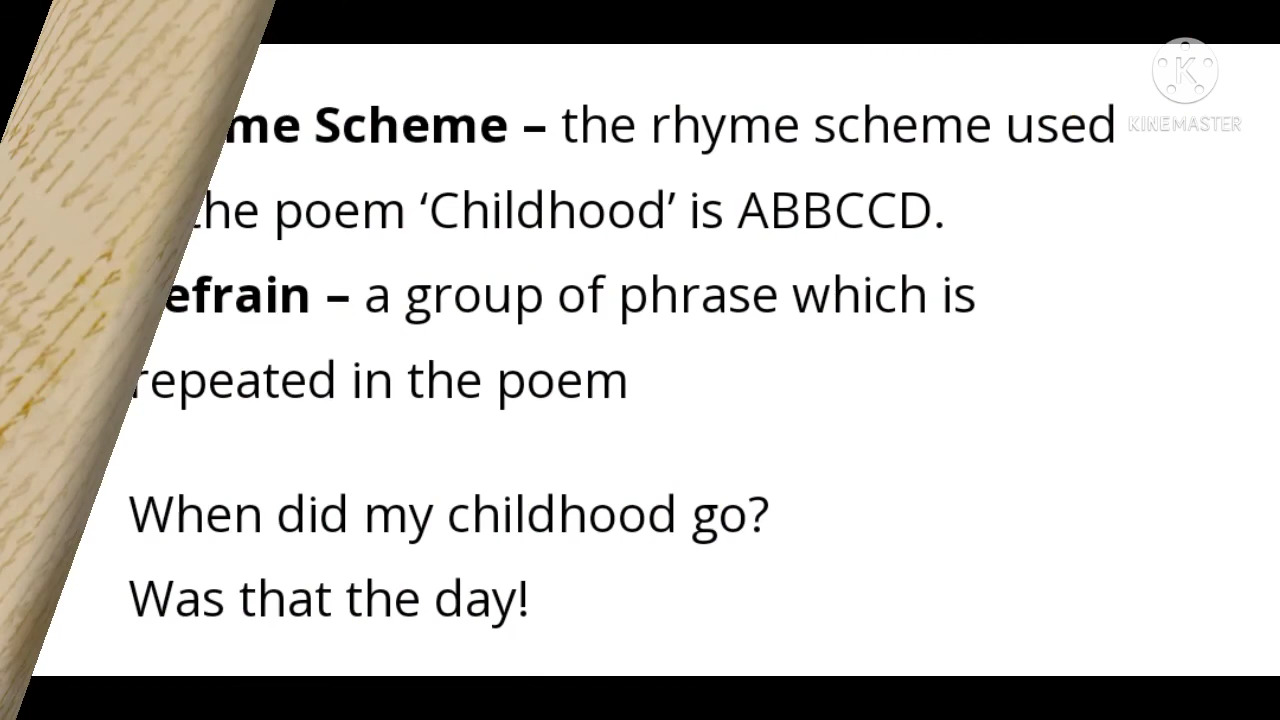 me Scheme – the rhyme scheme used
the poem ‘Childhood’ is ABBCCD.
efrain – a group of phrase which is
repeated in the poem
When did my childhood go?
Was that the day!
K
KINEMASTER